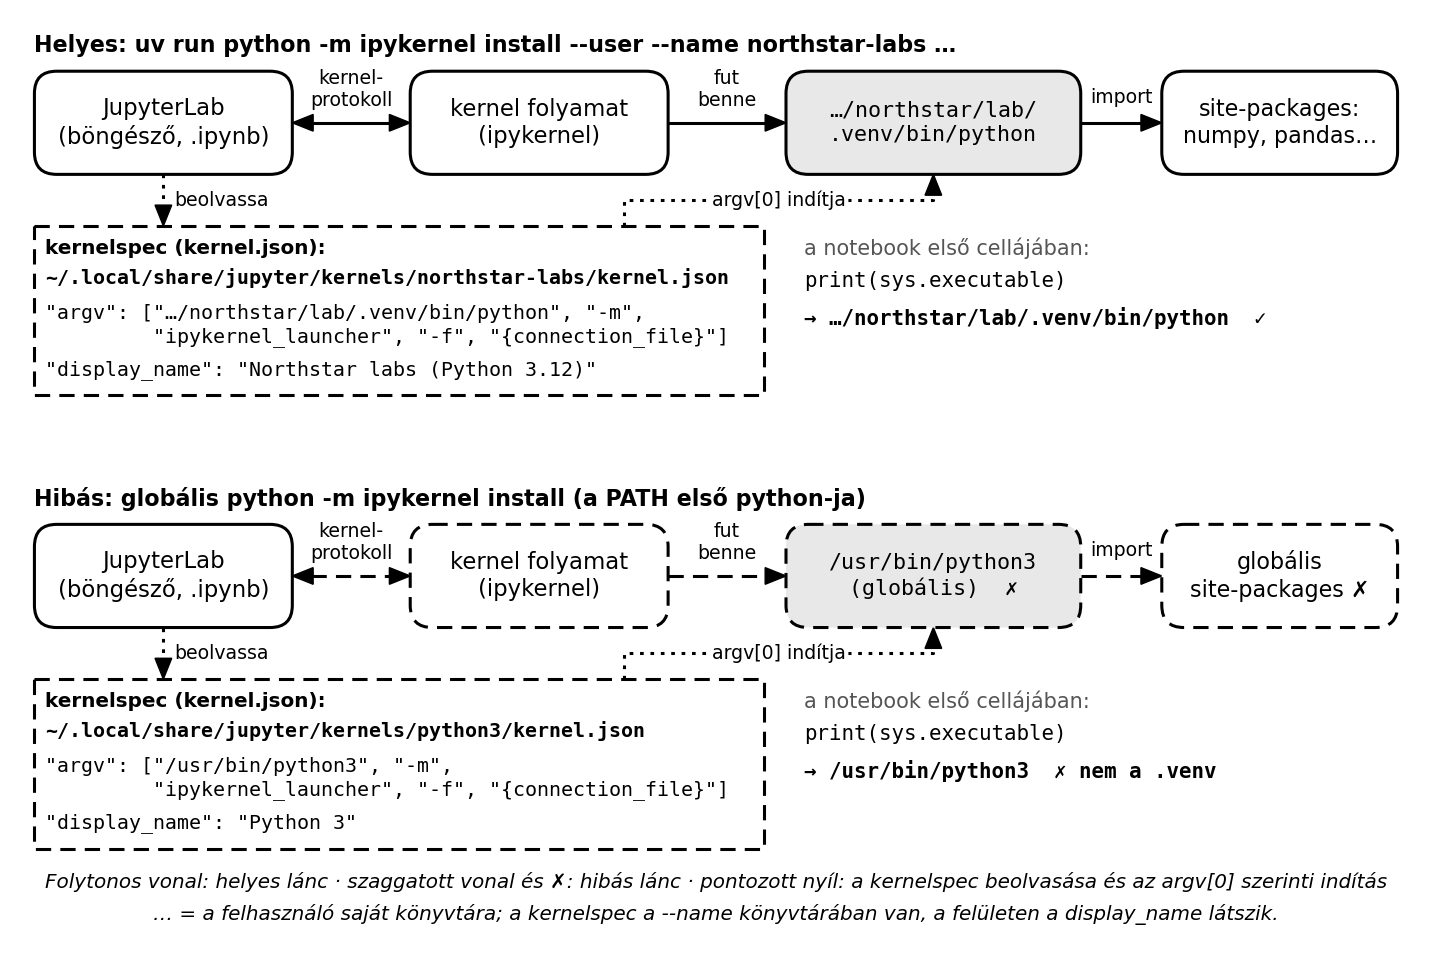 Helyes: uv run python -m ipykernel install --user --name northstar-labs …
JupyterLab
(böngésző, .ipynb)
kernel-
protokoll
kernel folyamat
(ipykernel)
fut
benne
…/northstar/lab/
.venv/bin/python
import
site-packages:
numpy, pandas…
beolvassa
argv[0] indítja
kernelspec (kernel.json):
~/.local/share/jupyter/kernels/northstar-labs/kernel.json
"argv": ["…/northstar/lab/.venv/bin/python", "-m",
"ipykernel_launcher", "-f", "{connection_file}"]
"display_name": "Northstar labs (Python 3.12)"
a notebook első cellájában:
print(sys.executable)
→ …/northstar/lab/.venv/bin/python ✓
Hibás: globális python -m ipykernel install (a PATH első python-ja)
JupyterLab
(böngésző, .ipynb)
kernel-
protokoll
kernel folyamat
(ipykernel)
fut
benne
/usr/bin/python3
(globális) ✗
import
globális
site-packages ✗
beolvassa
argv[0] indítja
kernelspec (kernel.json):
~/.local/share/jupyter/kernels/python3/kernel.json
"argv": ["/usr/bin/python3", "-m",
"ipykernel_launcher", "-f", "{connection_file}"]
"display_name": "Python 3"
a notebook első cellájában:
print(sys.executable)
→ /usr/bin/python3 ✗ nem a .venv
Folytonos vonal: helyes lánc · szaggatott vonal és ✗: hibás lánc · pontozott nyíl: a kernelspec beolvasása és az argv[0] szerinti indítás
… = a felhasználó saját könyvtára; a kernelspec a --name könyvtárában van, a felületen a display_name látszik.